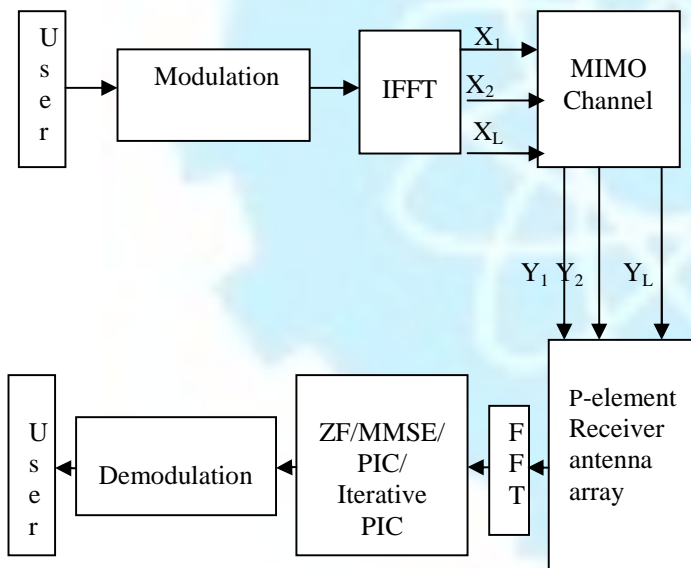 U
s
e
r
Modulation
IFFT
X1
X2
XL
MIMO
Channel
Y1 Y2 YL
P-element
Receiver
antenna
array
F
F
T
ZF/MMSE/
PIC/
Iterative
PIC
Demodulation
U
s
e
r